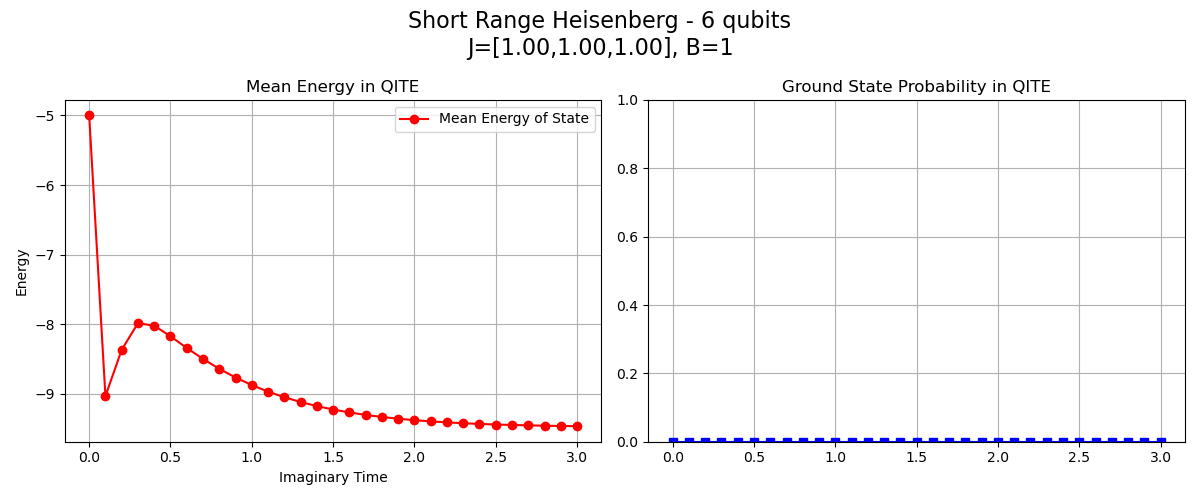 Short Range Heisenberg - 6 qubits
J=[1.00,1.00,1.00], B=1
Mean Energy in QITE
Mean Energy of State
Energy
−5
−6
−7
−8
−9
0.0 0.5 1.0 1.5 2.0 2.5 3.0
Imaginary Time
Ground State Probability in QITE
1.0
0.8
0.6
0.4
0.2
0.0
0.0 0.5 1.0 1.5 2.0 2.5 3.0